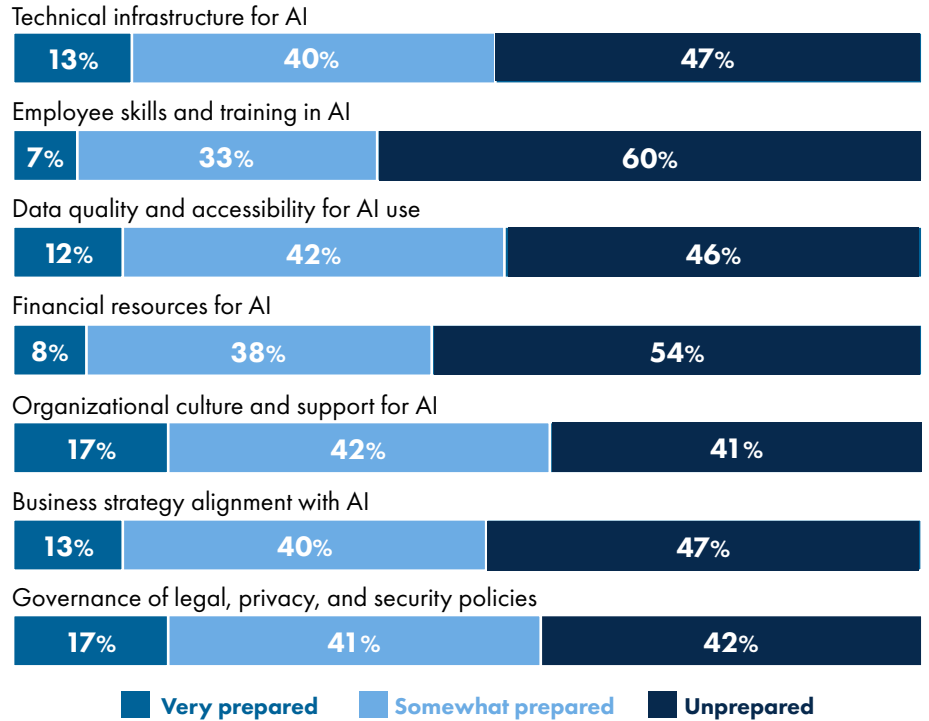 Technical infrastructure for AI
13% 40% 47%
Employee skills and training in AI
7% 33% 60%
Data quality and accessibility for AI use
12% 42% 46%
Financial resources for AI
8% 38% 54%
Organizational culture and support for AI
17% 42% 41%
Business strategy alignment with AI
13% 40% 47%
Governance of legal, privacy, and security policies
17% 41% 42%
Very prepared Somewhat prepared Unprepared